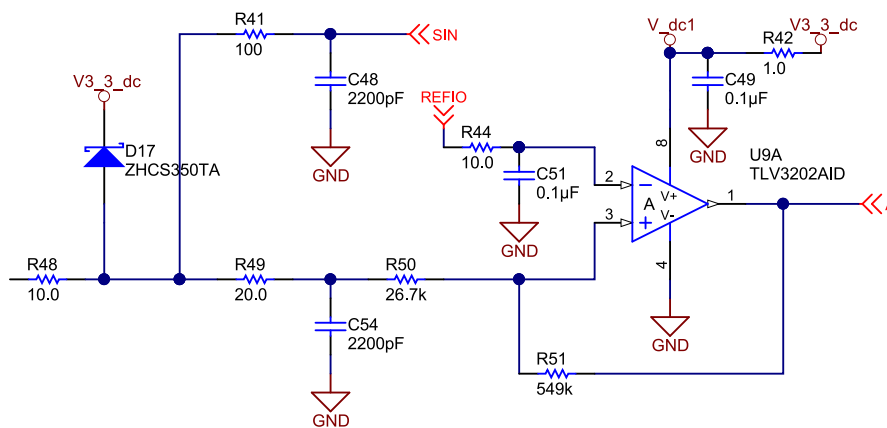 R41
100
SIN
V_dc1
R42
1.0
V3_3_dc
V3_3_dc
C48
2200pF
REFIO
C49
0.1µF
GND
D17
ZHCS350TA
GND
R44
10.0
C51
0.1µF
GND
8
U9A
TLV3202AID
2
3
A
V+
V-
1
4
GND
R48
10.0
R49
20.0
R50
26.7k
C54
2200pF
GND
R51
549k